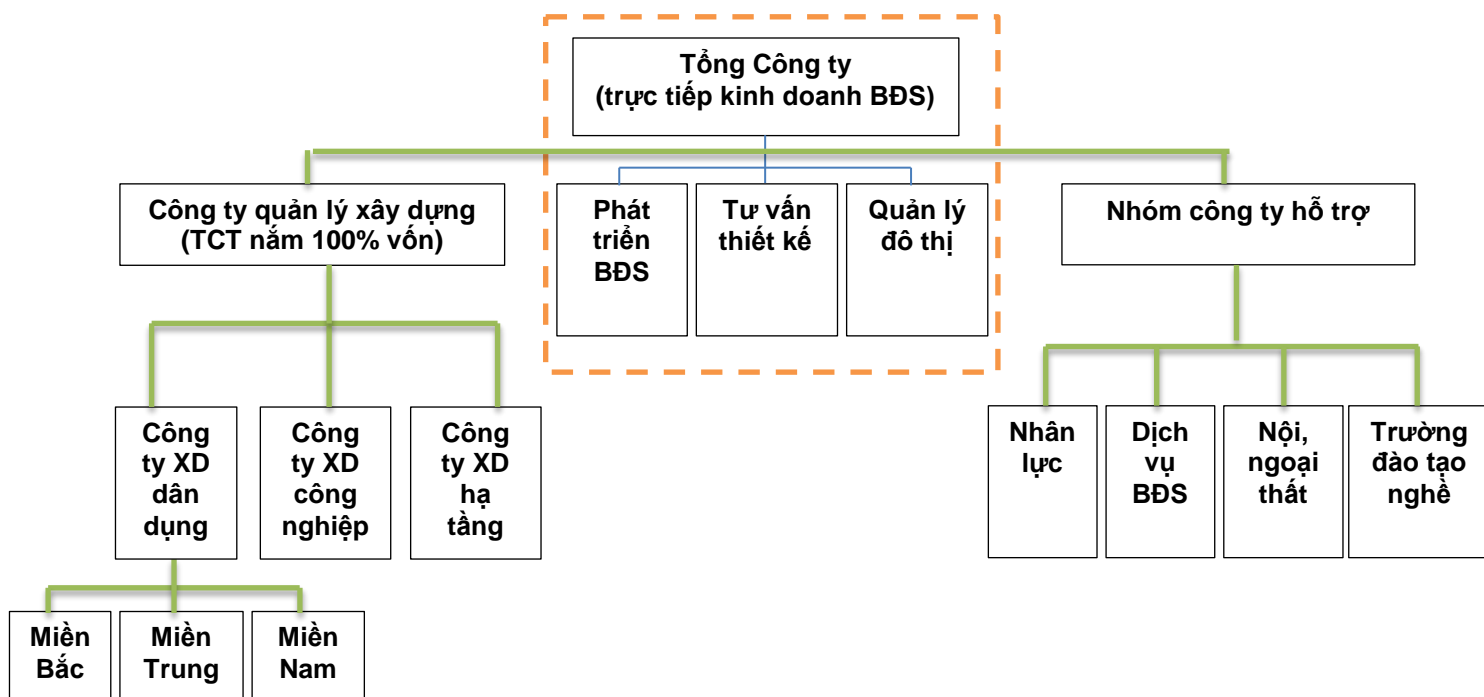 Tổng Công ty
(trực tiếp kinh doanh BĐS)
Công ty quản lý xây dựng
(TCT nắm 100% vốn)
Phát
triển
BĐS
Tư vấn
thiết kế
Quản lý
đô thị
Nhóm công ty hỗ trợ
Công
ty XD
dân
dụng
Công
ty XD
công
nghiệp
Công
ty XD
hạ
tầng
Nhân
lực
Dịch
vụ
BĐS
Nội,
ngoại
thất
Trường
đào tạo
nghề
Miền
Bắc
Miền
Trung
Miền
Nam